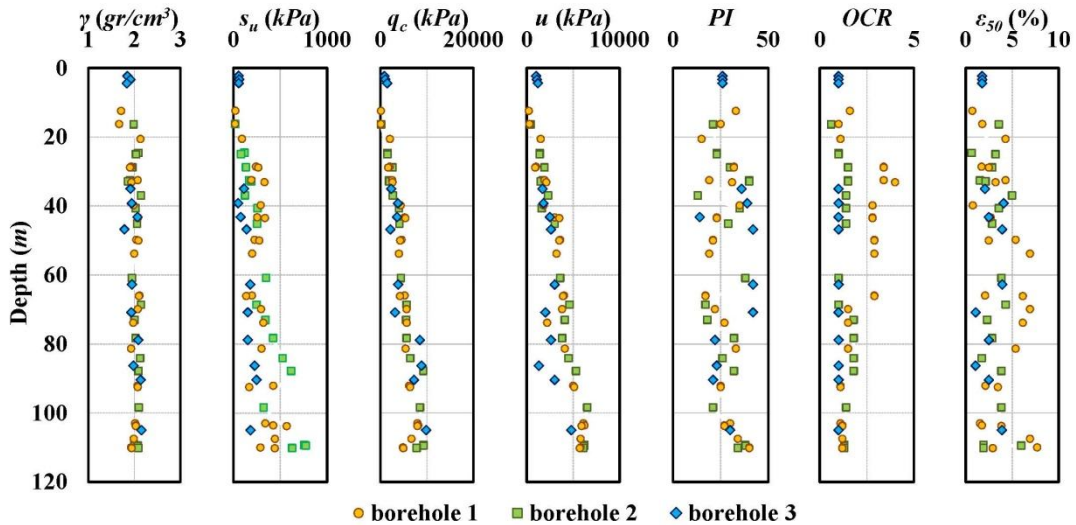 γ (gr/cm³) s_u (kPa) q_c (kPa) u (kPa) PI OCR ε₅₀ (%)
1 2 3 0 1000 0 20000 0 10000 0 50 0 5 0 5 10
0
20
40
60
80
100
120
Depth (m)
borehole 1 borehole 2 borehole 3